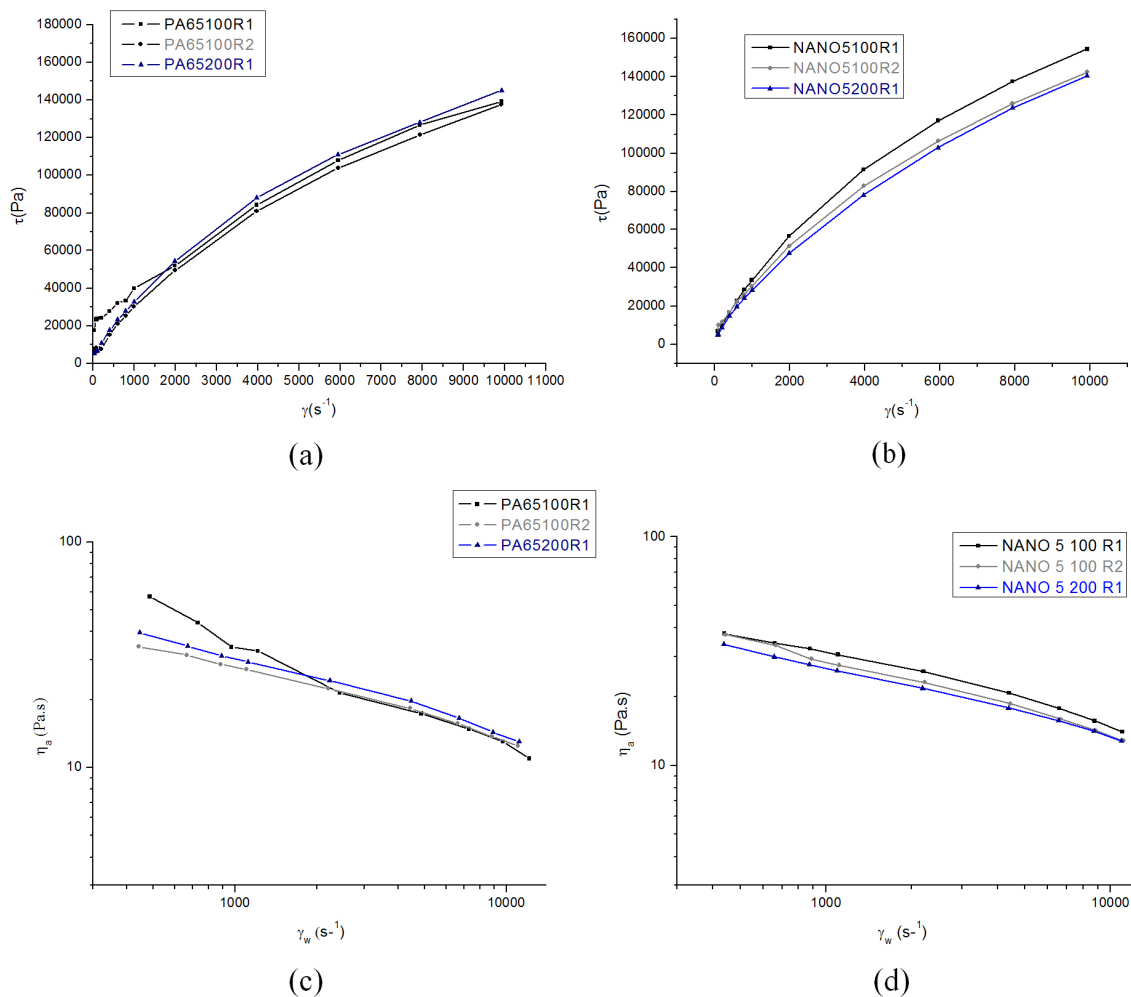 PA65100R1
PA65100R2
PA65200R1
180000
160000
140000
120000
100000
80000
60000
40000
20000
0
τ(Pa)
0 1000 2000 3000 4000 5000 6000 7000 8000 9000 10000 11000
γ(s⁻¹)
(a)
NANO5100R1
NANO5100R2
NANO5200R1
160000
140000
120000
100000
80000
60000
40000
20000
0
τ(Pa)
0 2000 4000 6000 8000 10000
γ(s⁻¹)
(b)
PA65100R1
PA65100R2
PA65200R1
100
10
ηa (Pa.s)
1000 10000
γw (s-¹)
(c)
NANO 5 100 R1
NANO 5 100 R2
NANO 5 200 R1
100
10
ηa (Pa.s)
1000 10000
γw (s-¹)
(d)